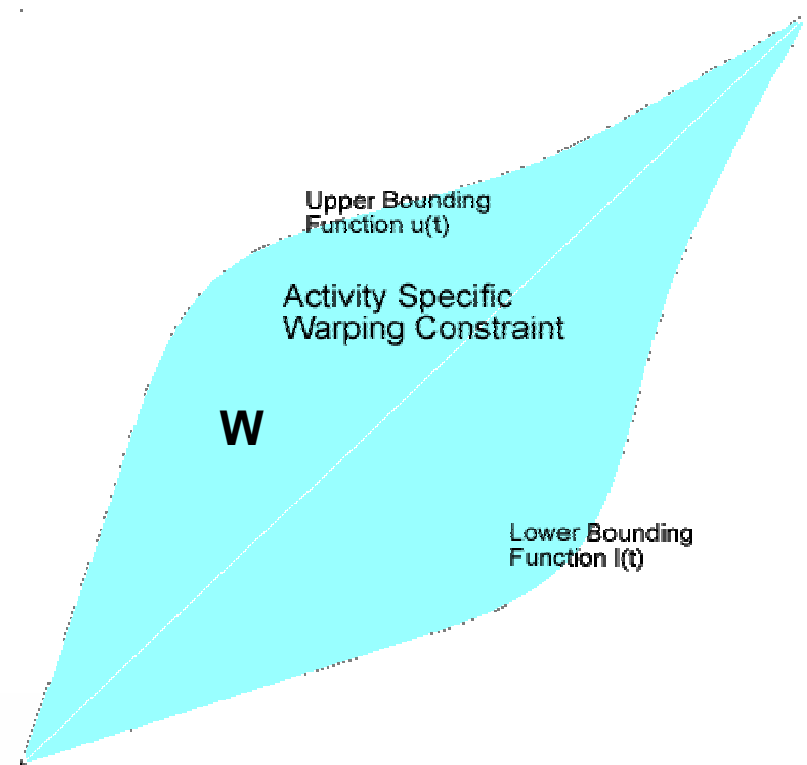 Upper Bounding
Function u(t)
Activity Specific
Warping Constraint
W
Lower Bounding
Function l(t)